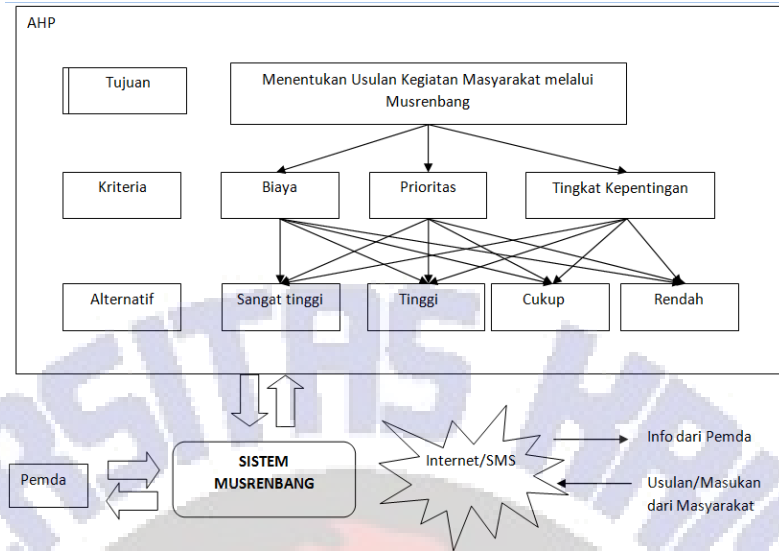 AHP
Tujuan
Menentukan Usulan Kegiatan Masyarakat melalui
Musrenbang
Kriteria
Biaya
Prioritas
Tingkat Kepentingan
Alternatif
Sangat tinggi
Tinggi
Cukup
Rendah
Pemda
SISTEM
MUSRENBANG
Internet/SMS
Info dari Pemda
Usulan/Masukan
dari Masyarakat